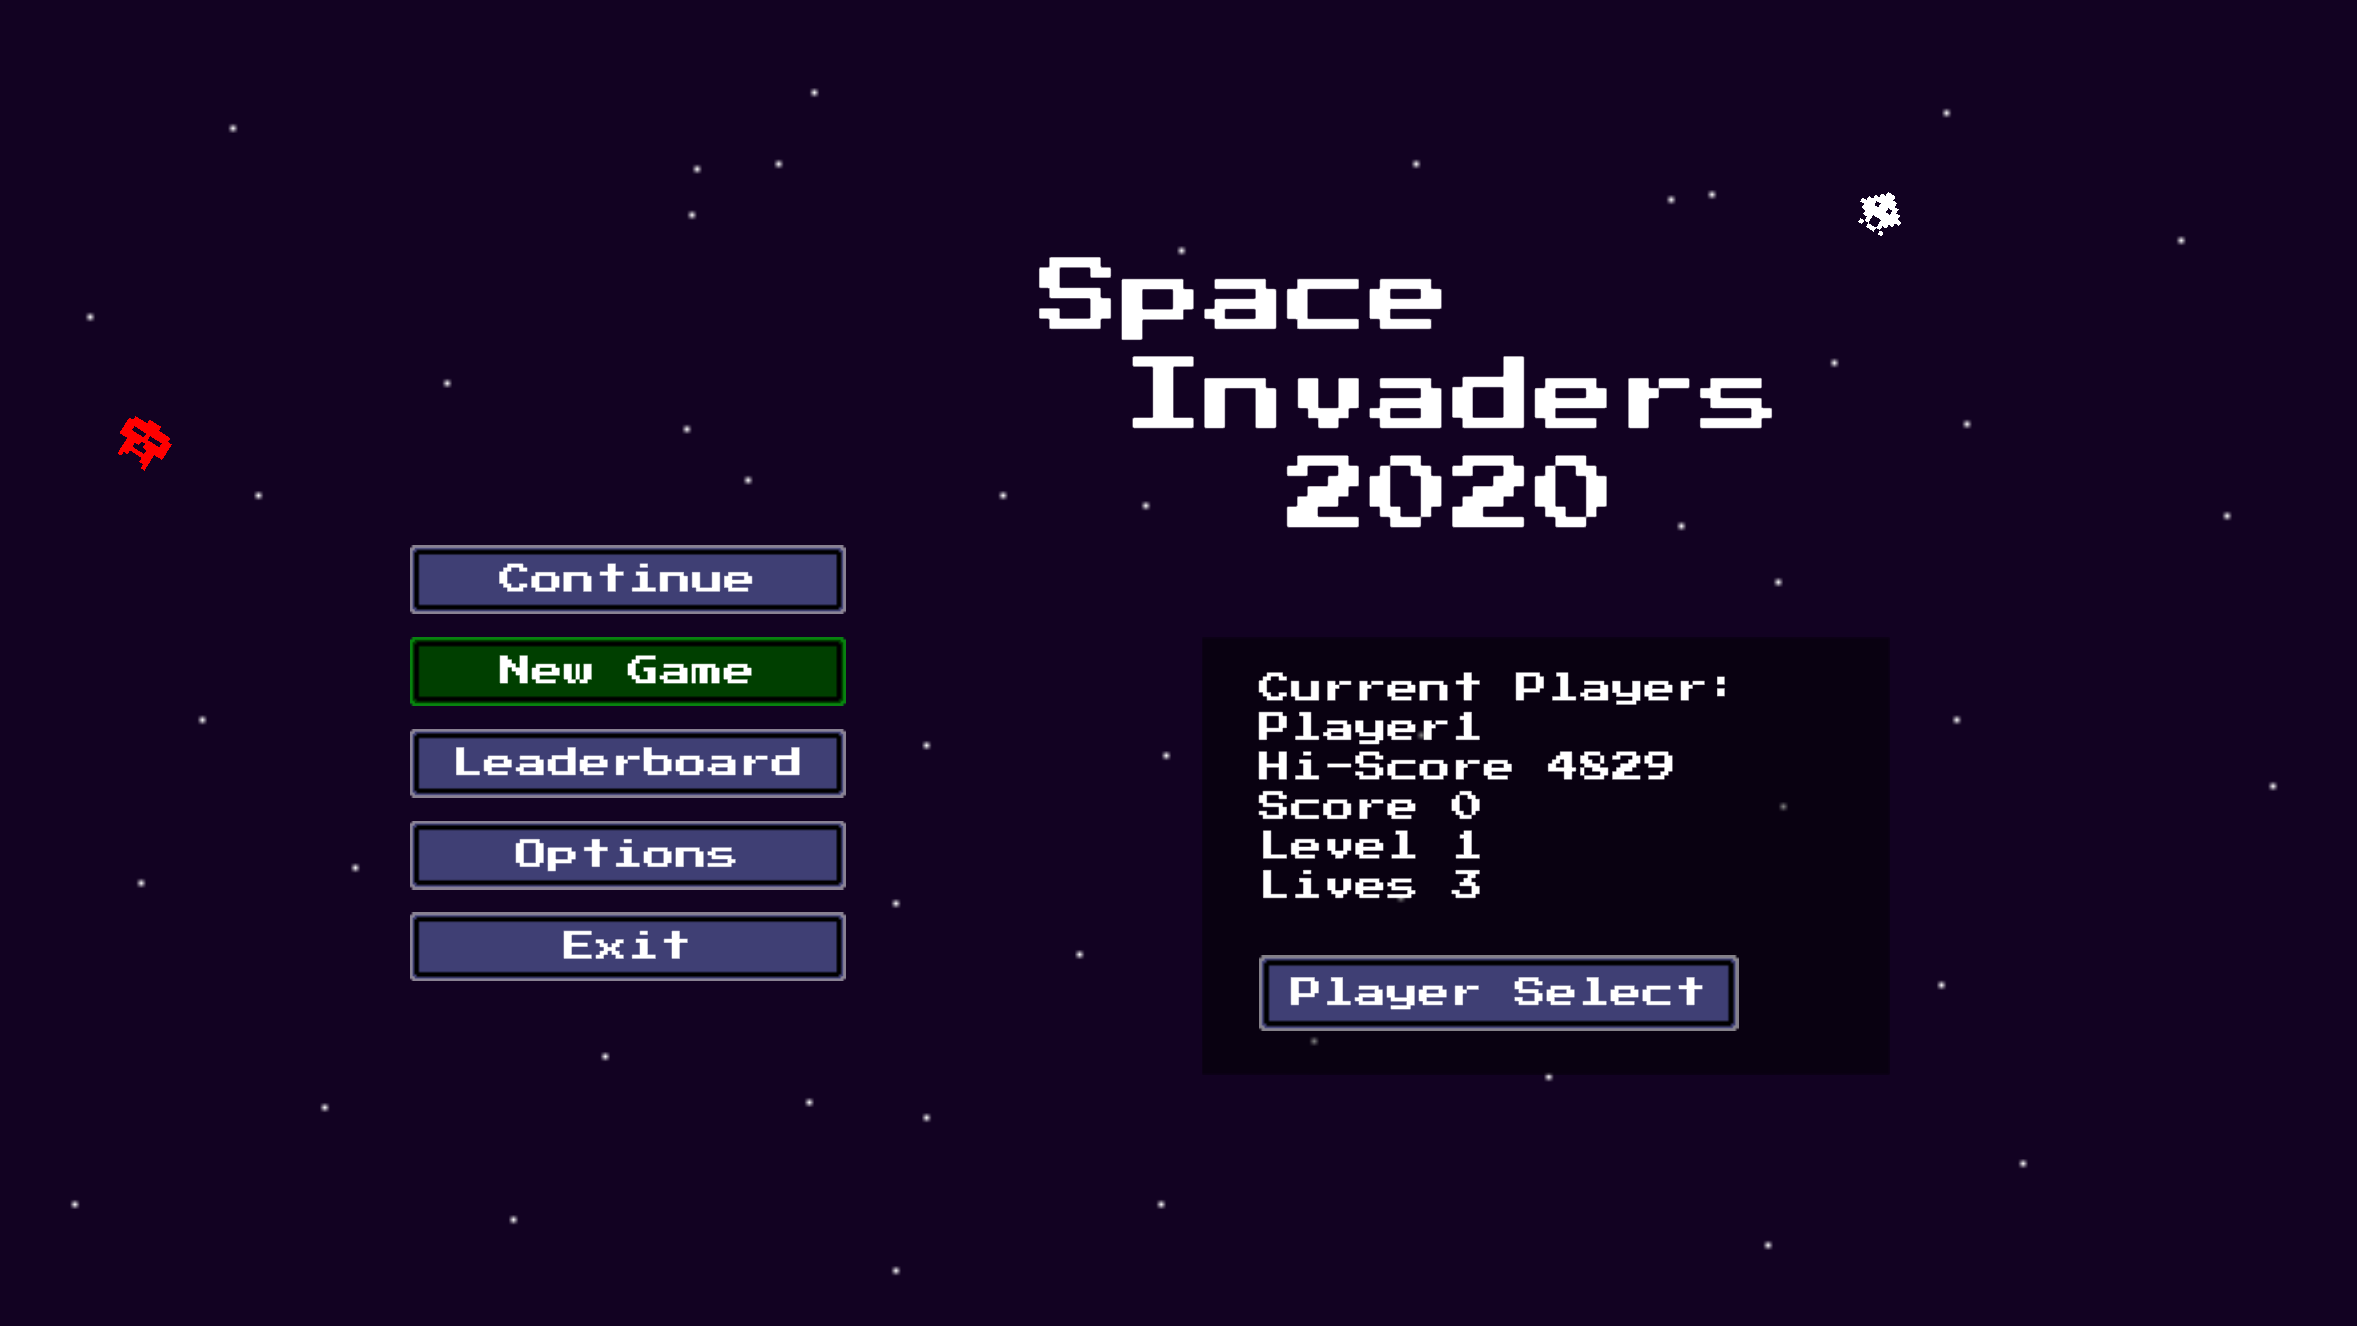 Space
Invaders
2020
Continue
New Game
Leaderboard
Options
Exit
Current Player:
Player1
Hi-Score 4829
Score 0
Level 1
Lives 3
Player Select